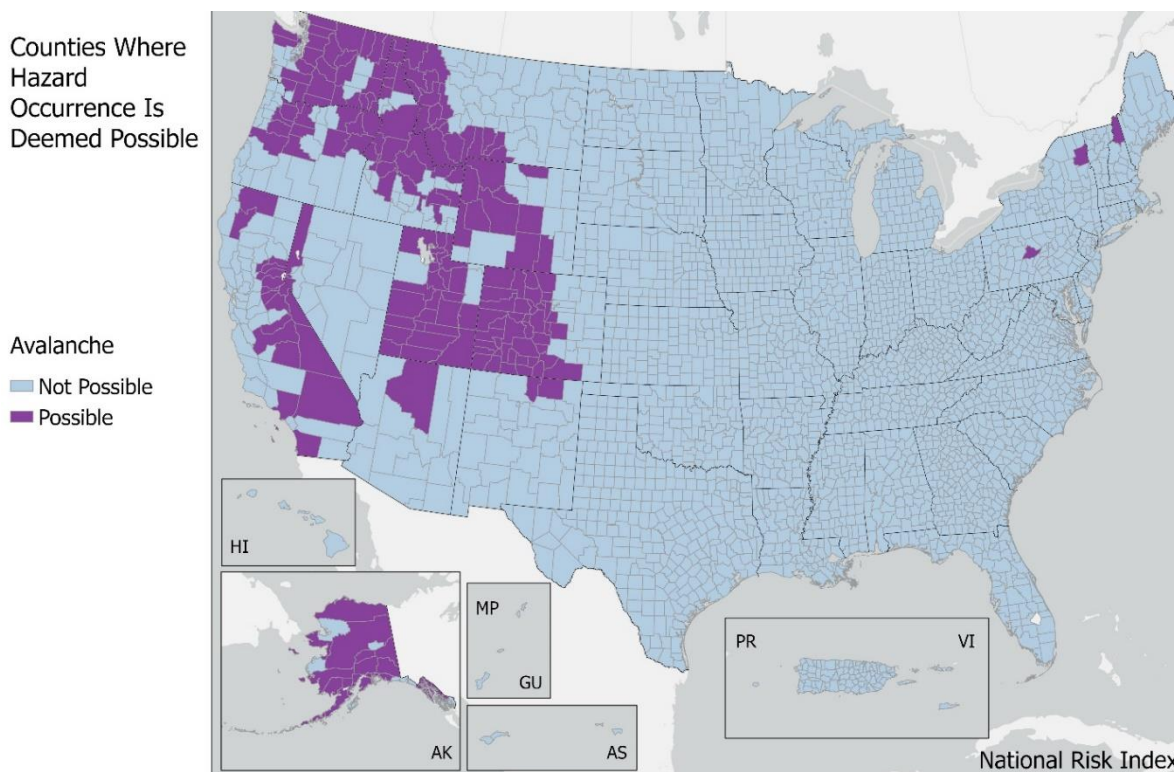 Counties Where
Hazard
Occurrence Is
Deemed Possible
Avalanche
Not Possible
Possible
HI
AK
MP
GU
AS
PR
VI
National Risk Index